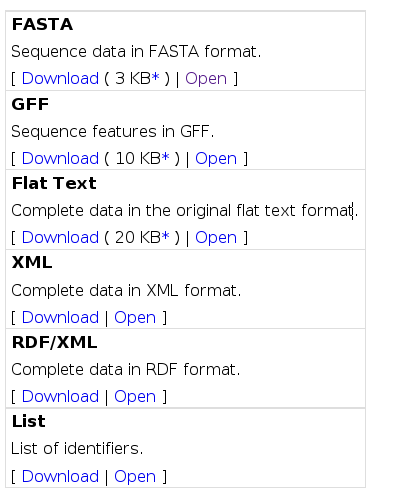 FASTA
Sequence data in FASTA format.
[ Download ( 3 KB* ) | Open ]
GFF
Sequence features in GFF.
[ Download ( 10 KB* ) | Open ]
Flat Text
Complete data in the original flat text format.
[ Download ( 20 KB* ) | Open ]
XML
Complete data in XML format.
[ Download | Open ]
RDF/XML
Complete data in RDF format.
[ Download | Open ]
List
List of identifiers.
[ Download | Open ]